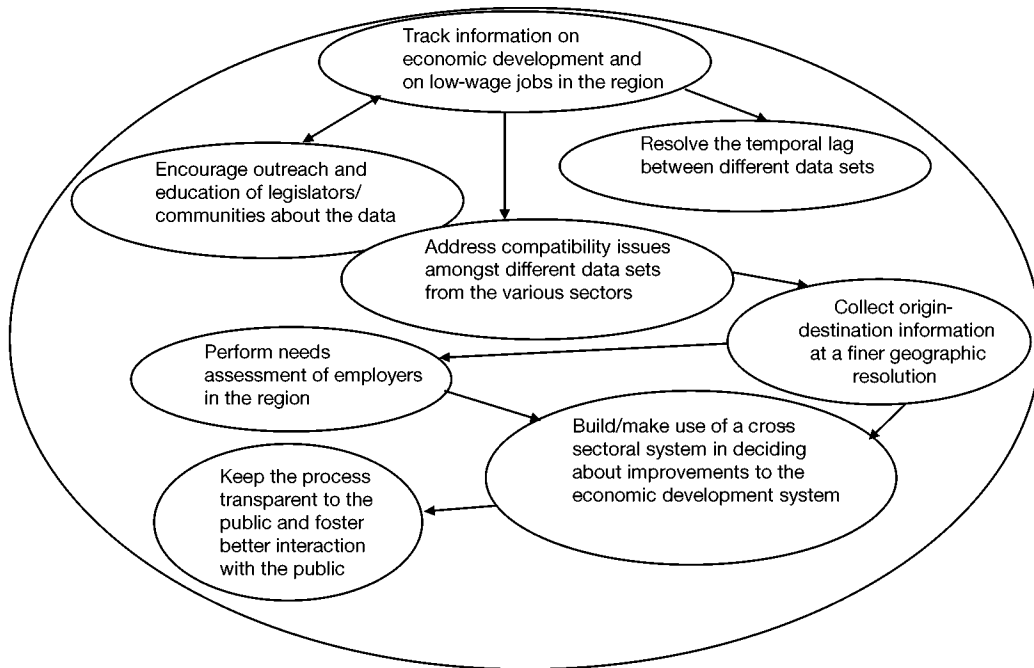 Track information on
economic development and
on low-wage jobs in the region
Resolve the temporal lag
between different data sets
Encourage outreach and
education of legislators/
communities about the data
Address compatibility issues
amongst different data sets
from the various sectors
Collect origin-
destination information
at a finer geographic
resolution
Perform needs
assessment of employers
in the region
Build/make use of a cross
sectoral system in deciding
about improvements to the
economic development system
Keep the process
transparent to the
public and foster
better interaction
with the public